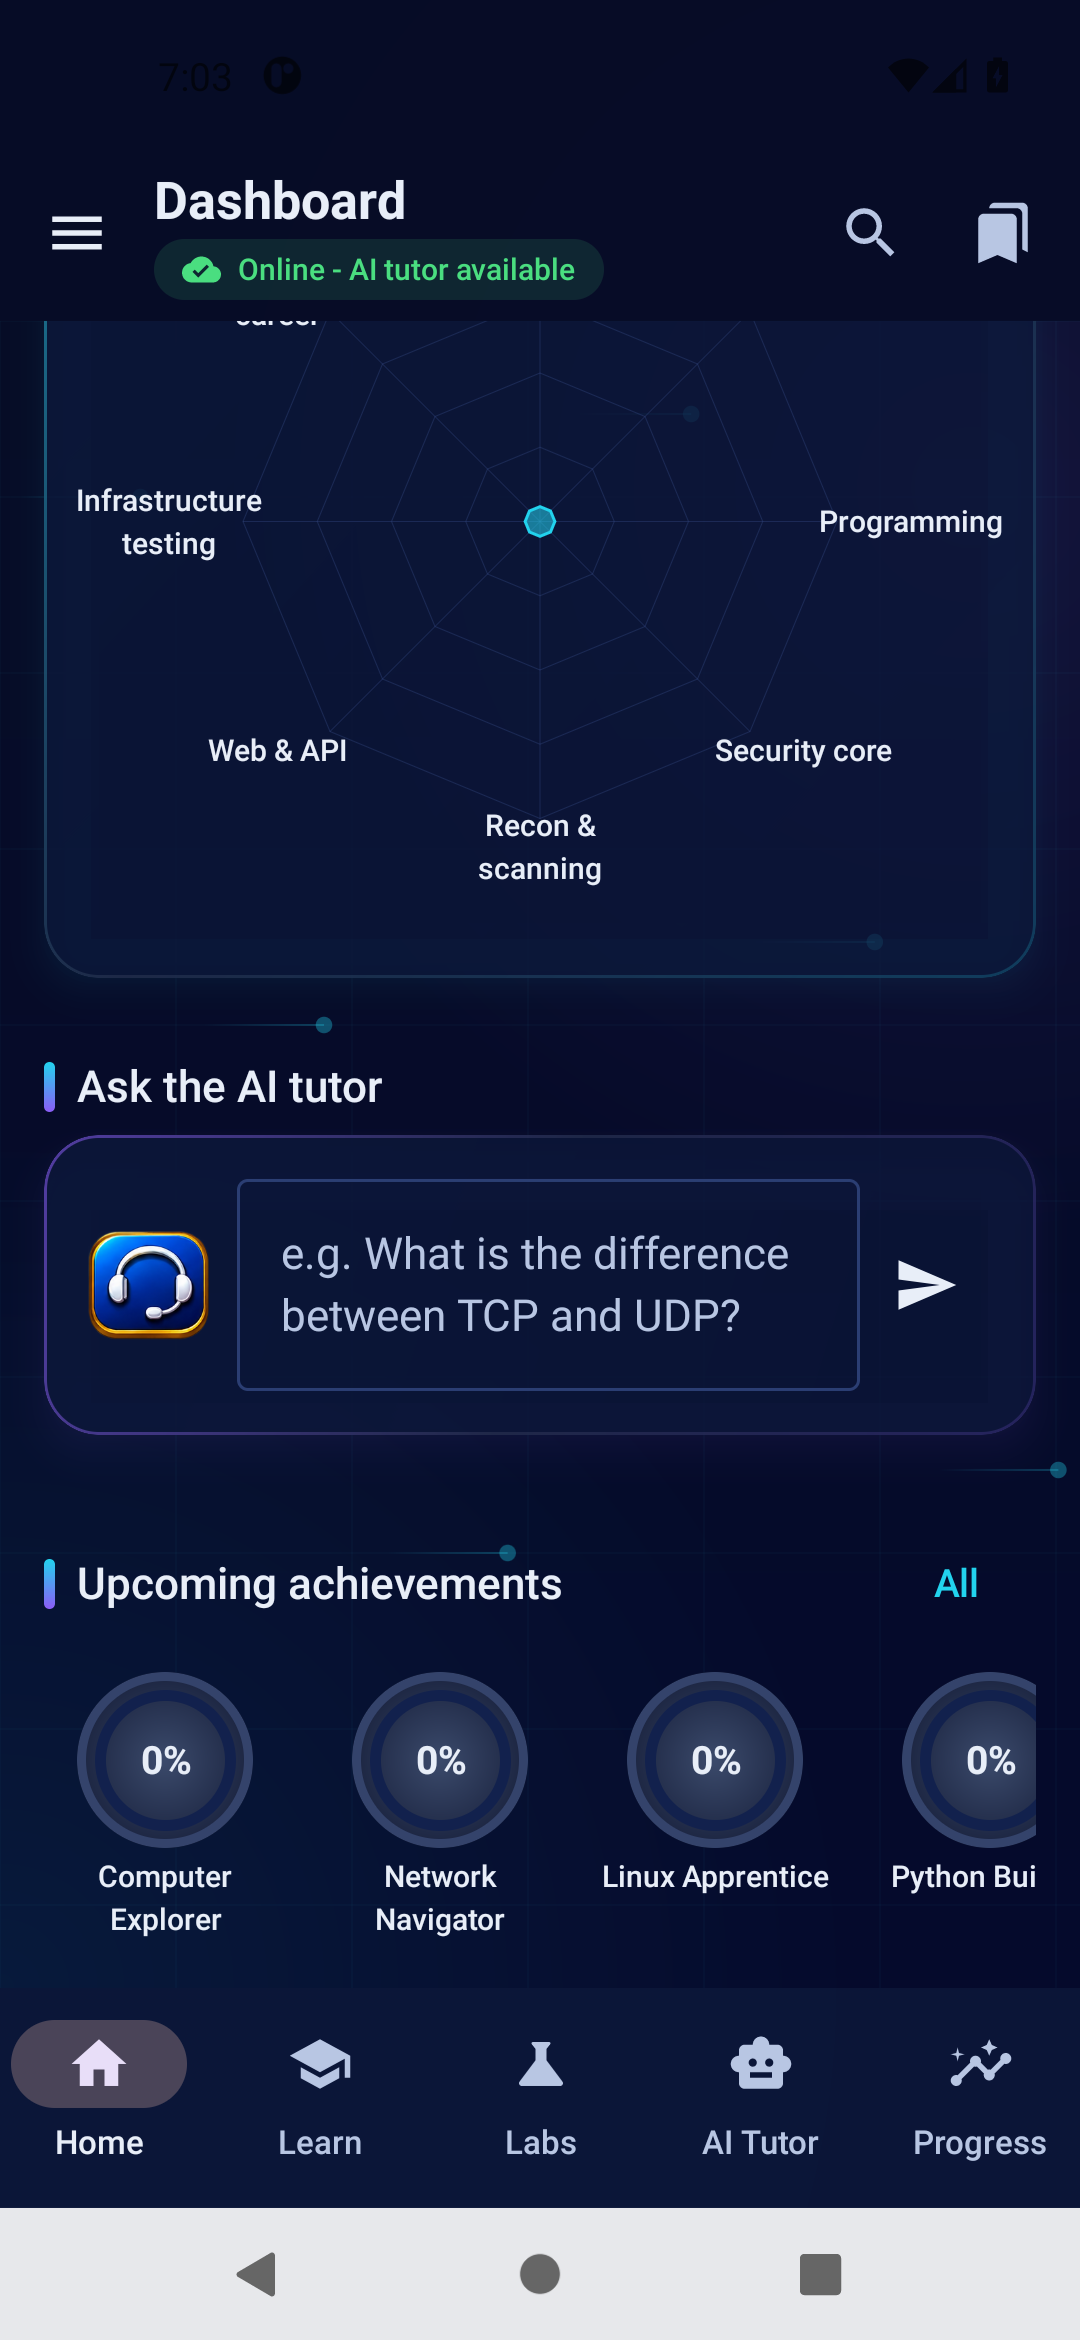 7:03
Dashboard
Online - AI tutor available
career
Infrastructure
testing
Programming
Web & API
Security core
Recon &
scanning
Ask the AI tutor
e.g. What is the difference
between TCP and UDP?
Upcoming achievements
All
0%
0%
0%
0%
Computer
Explorer
Network
Navigator
Linux Apprentice
Python Bui
Home
Learn
Labs
AI Tutor
Progress